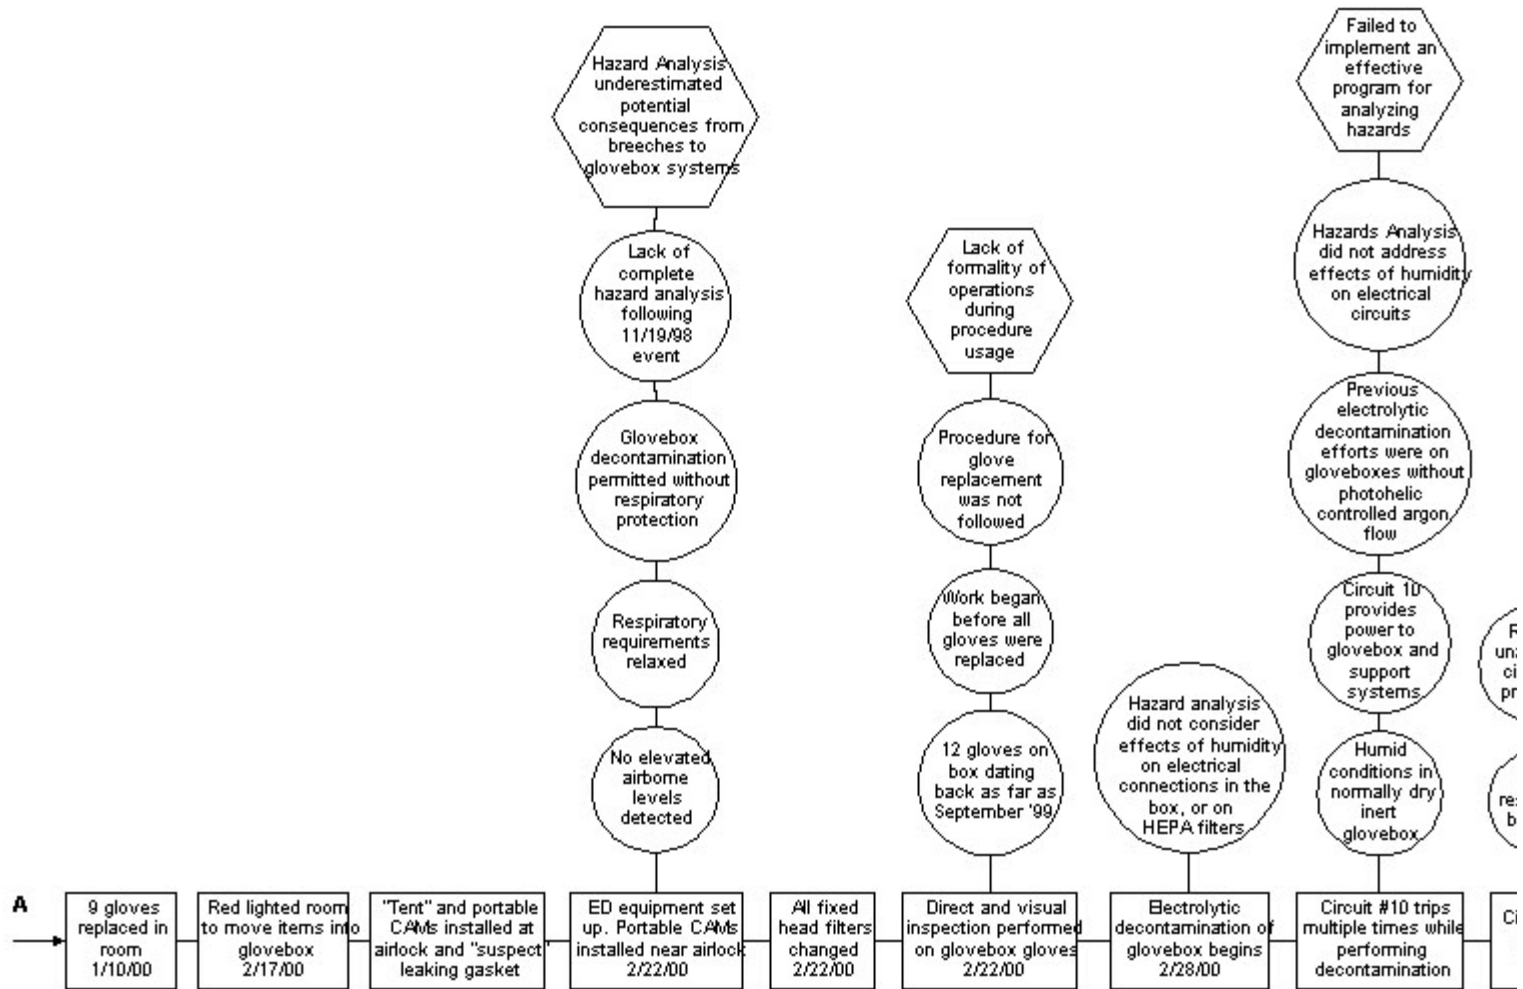 Hazard Analysis
underestimated
potential
consequences from
breeches to
glovebox systems
Lack of
complete
hazard analysis
following
11/19/98
event
Glovebox
decontamination
permitted without
respiratory
protection
Respiratory
requirements
relaxed
No elevated
airborne
levels
detected
Lack of
formality of
operations
during
procedure
usage
Procedure for
glove
replacement
was not
followed
Work began
before all
gloves were
replaced
12 gloves on
box dating
back as far as
September '99
Hazard analysis
did not consider
effects of humidity
on electrical
connections in the
box, or on
HEPA filters
Failed to
implement an
effective
program for
analyzing
hazards
Hazards Analysis
did not address
effects of humidity
on electrical
circuits
Previous
electrolytic
decontamination
efforts were on
gloveboxes without
photohelic
controlled argon
flow
Circuit 10
provides
power to
glovebox and
support
systems
Humid
conditions in
normally dry
inert
glovebox
A
9 gloves
replaced in
room
1/10/00
Red lighted room
to move items into
glovebox
2/17/00
"Tent" and portable
CAMs installed at
airlock and "suspect"
leaking gasket
ED equipment set
up. Portable CAMs
installed near airlock
2/22/00
All fixed
head filters
changed
2/22/00
Direct and visual
inspection performed
on glovebox gloves
2/22/00
Electrolytic
decontamination of
glovebox begins
2/28/00
Circuit #10 trips
multiple times while
performing
decontamination